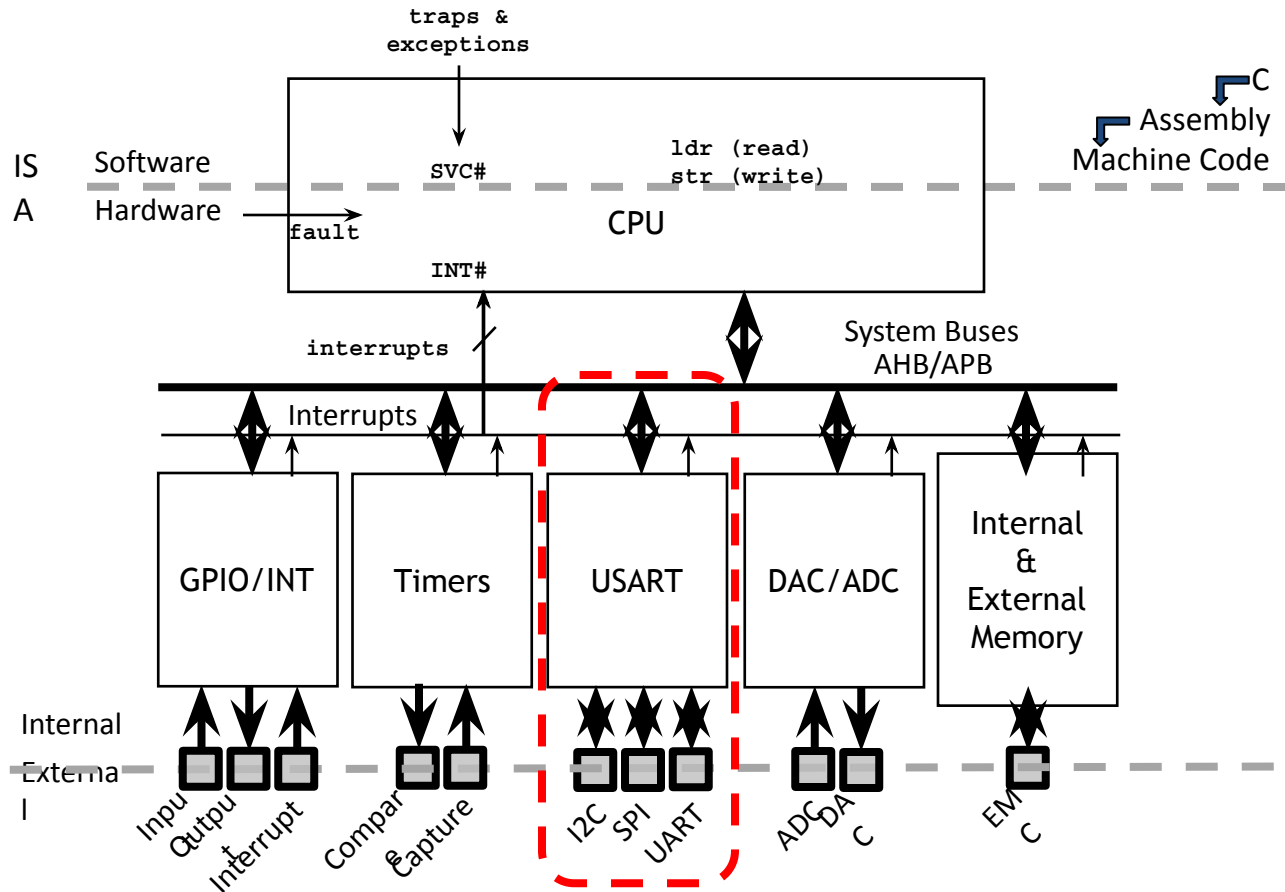 traps &
exceptions
C
Assembly
Machine Code
IS
A
Software
Hardware
SVC#
ldr (read)
str (write)
fault
CPU
INT#
interrupts
System Buses
AHB/APB
Interrupts
GPIO/INT
Timers
USART
DAC/ADC
Internal
&
External
Memory
Internal
Externa
l
Inpu
t
Outpu
t
Interrupt
Compar
e
Capture
I2C
SPI
UART
ADC
DA
C
EM
C